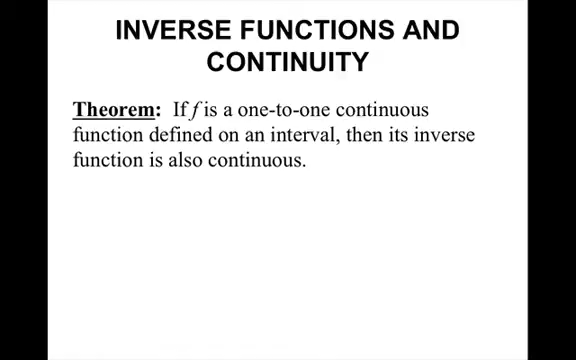 INVERSE FUNCTIONS AND
CONTINUITY
Theorem: If f is a one-to-one continuous
function defined on an interval, then its inverse
function is also continuous.